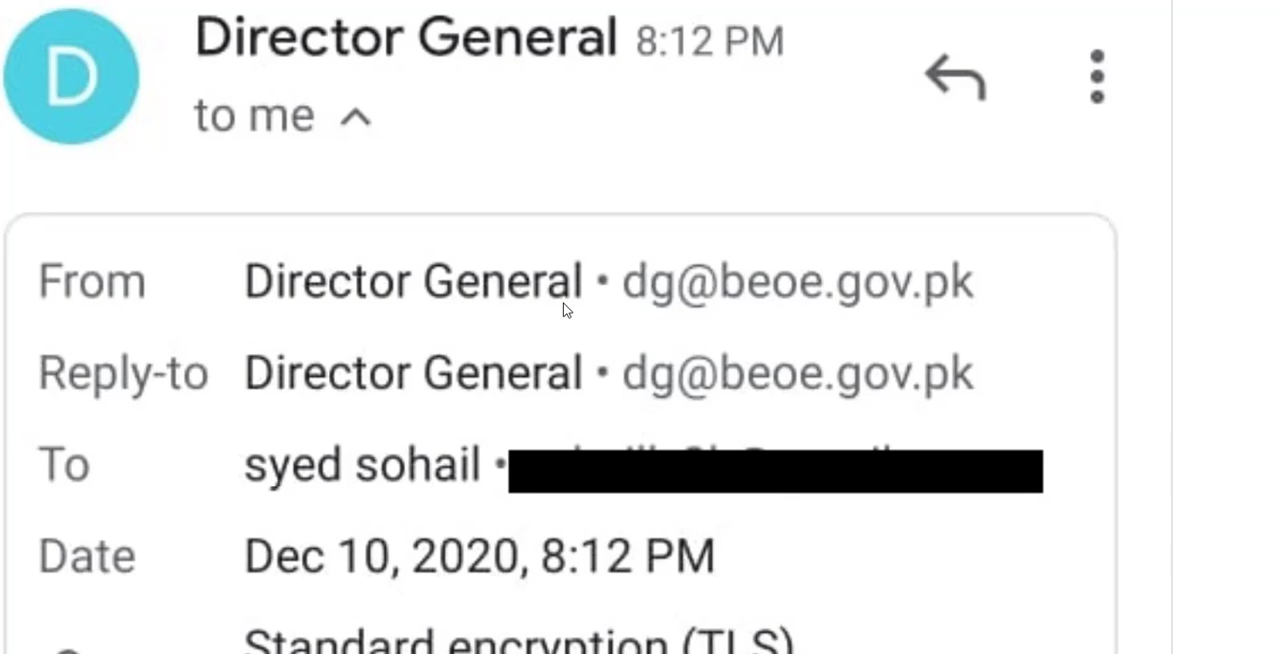 D
Director General 8:12 PM
to me
From Director General • dg@beoe.gov.pk
Reply-to Director General • dg@beoe.gov.pk
To syed sohail •
Date Dec 10, 2020, 8:12 PM
Standard encryption (TLS)